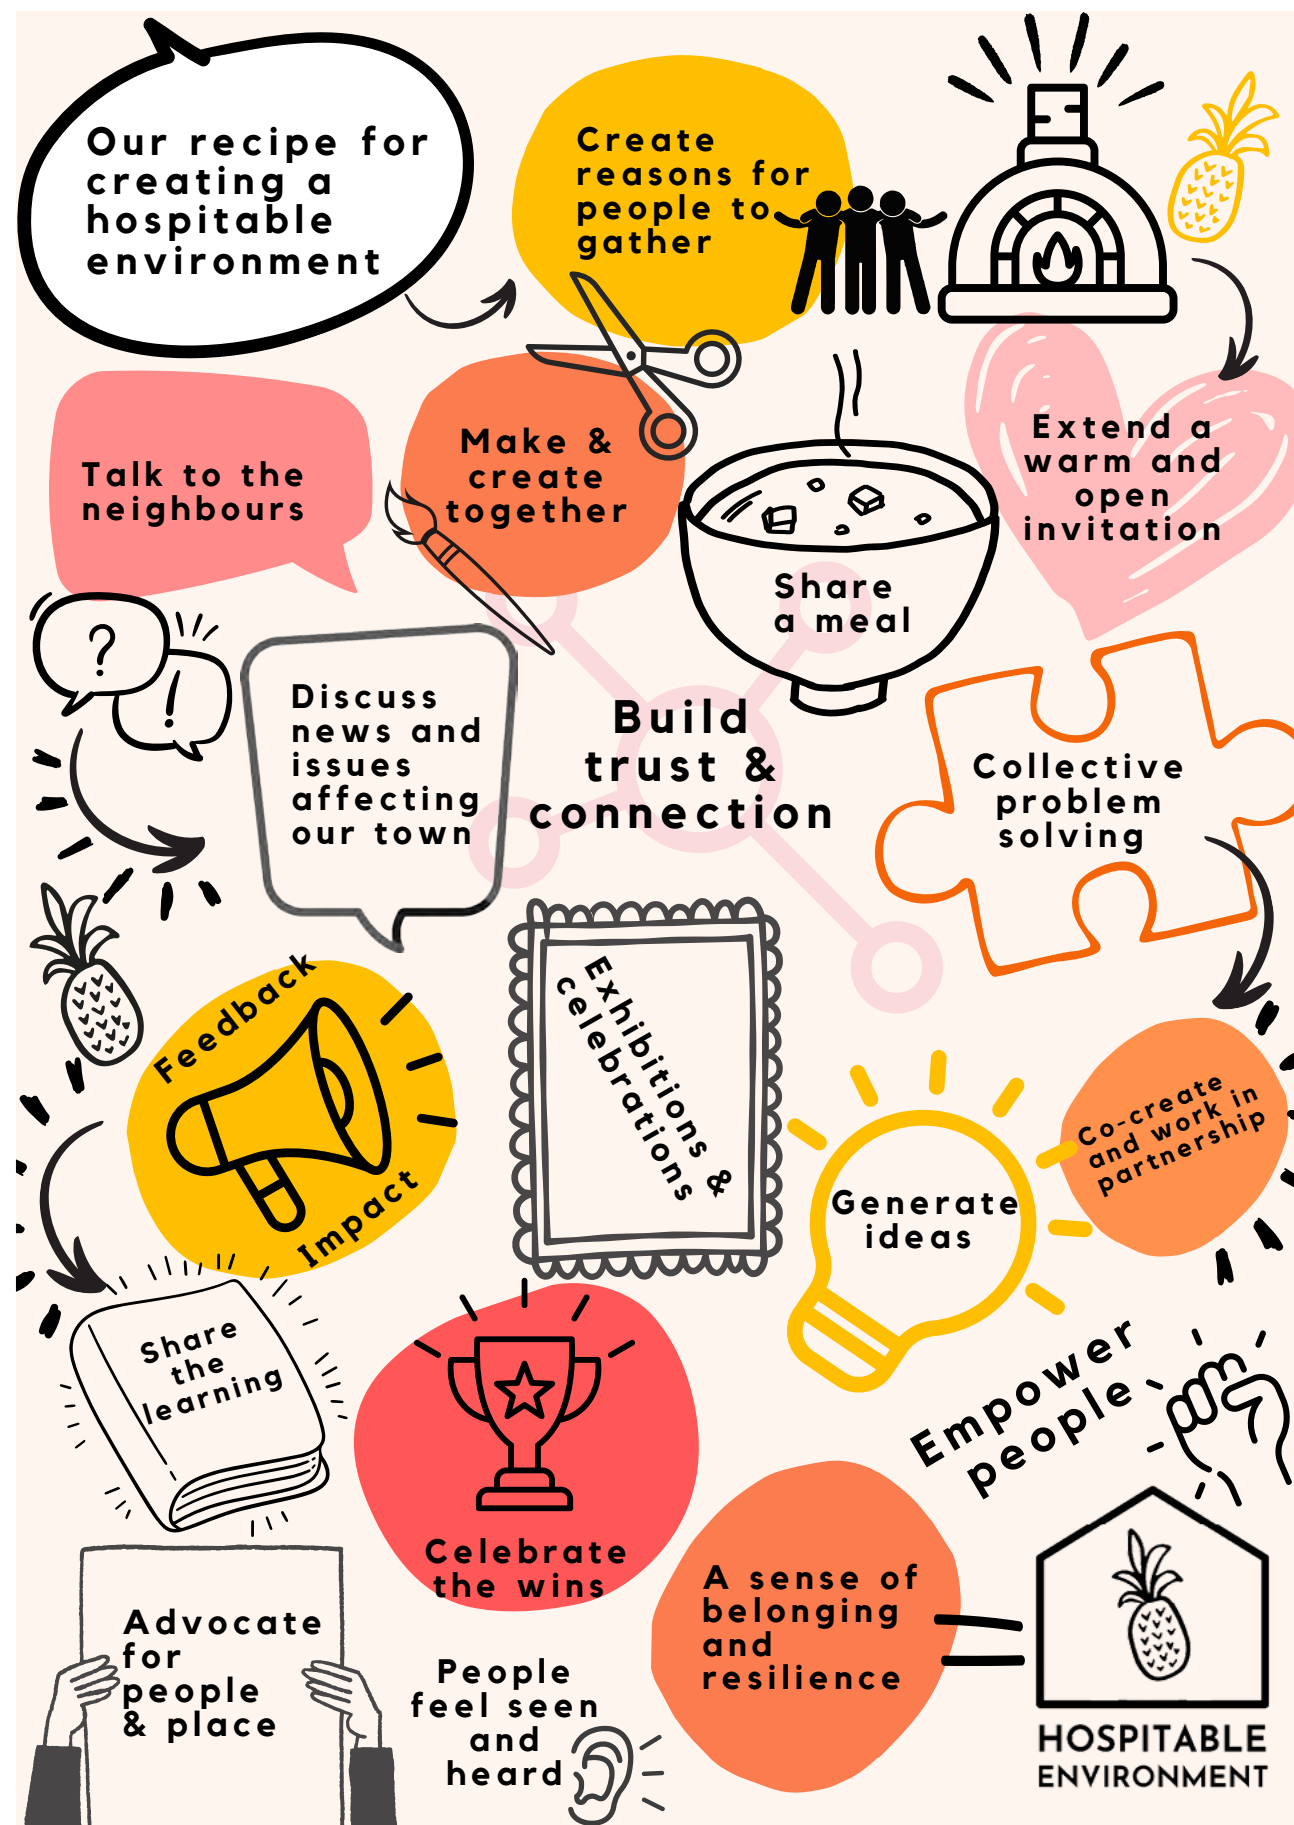 Our recipe for
creating a
hospitable
environment
Create
reasons for
people to
gather
Extend a
warm and
open
invitation
Share
a meal
Make &
create
together
Talk to the
neighbours
?
!
Discuss
news and
issues
affecting
our town
Build
trust &
connection
Collective
problem
solving
Co-create
and work in
partnership
Generate
ideas
Exhibitions &
celebrations
Feedback
Impact
Share
the
learning
Celebrate
the wins
Empower
people
Advocate
for
people
& place
People
feel seen
and
heard
A sense of
belonging
and
resilience
HOSPITABLE
ENVIRONMENT